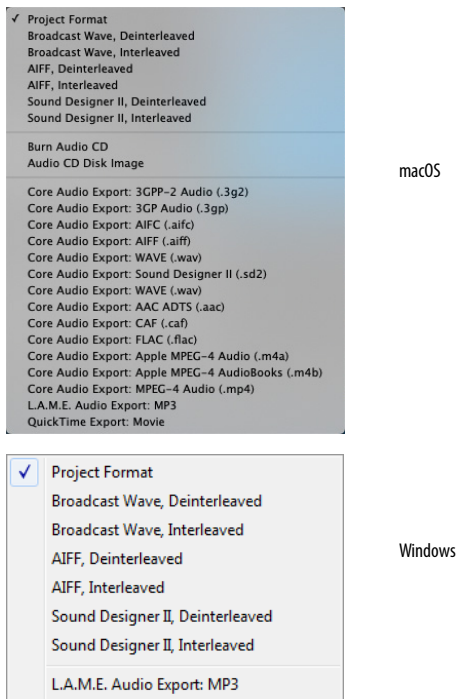 ✓ Project Format
Broadcast Wave, Deinterleaved
Broadcast Wave, Interleaved
AIFF, Deinterleaved
AIFF, Interleaved
Sound Designer II, Deinterleaved
Sound Designer II, Interleaved
Burn Audio CD
Audio CD Disk Image
Core Audio Export: 3GPP-2 Audio (.3g2)
Core Audio Export: 3GP Audio (.3gp)
Core Audio Export: AIFC (.aifc)
Core Audio Export: AIFF (.aiff)
Core Audio Export: WAVE (.wav)
Core Audio Export: Sound Designer II (.sd2)
Core Audio Export: WAVE (.wav)
Core Audio Export: AAC ADTS (.aac)
Core Audio Export: CAF (.caf)
Core Audio Export: FLAC (.flac)
Core Audio Export: Apple MPEG-4 Audio (.m4a)
Core Audio Export: Apple MPEG-4 AudioBooks (.m4b)
Core Audio Export: MPEG-4 Audio (.mp4)
L.A.M.E. Audio Export: MP3
QuickTime Export: Movie
macOS
✓ Project Format
Broadcast Wave, Deinterleaved
Broadcast Wave, Interleaved
AIFF, Deinterleaved
AIFF, Interleaved
Sound Designer II, Deinterleaved
Sound Designer II, Interleaved
L.A.M.E. Audio Export: MP3
Windows